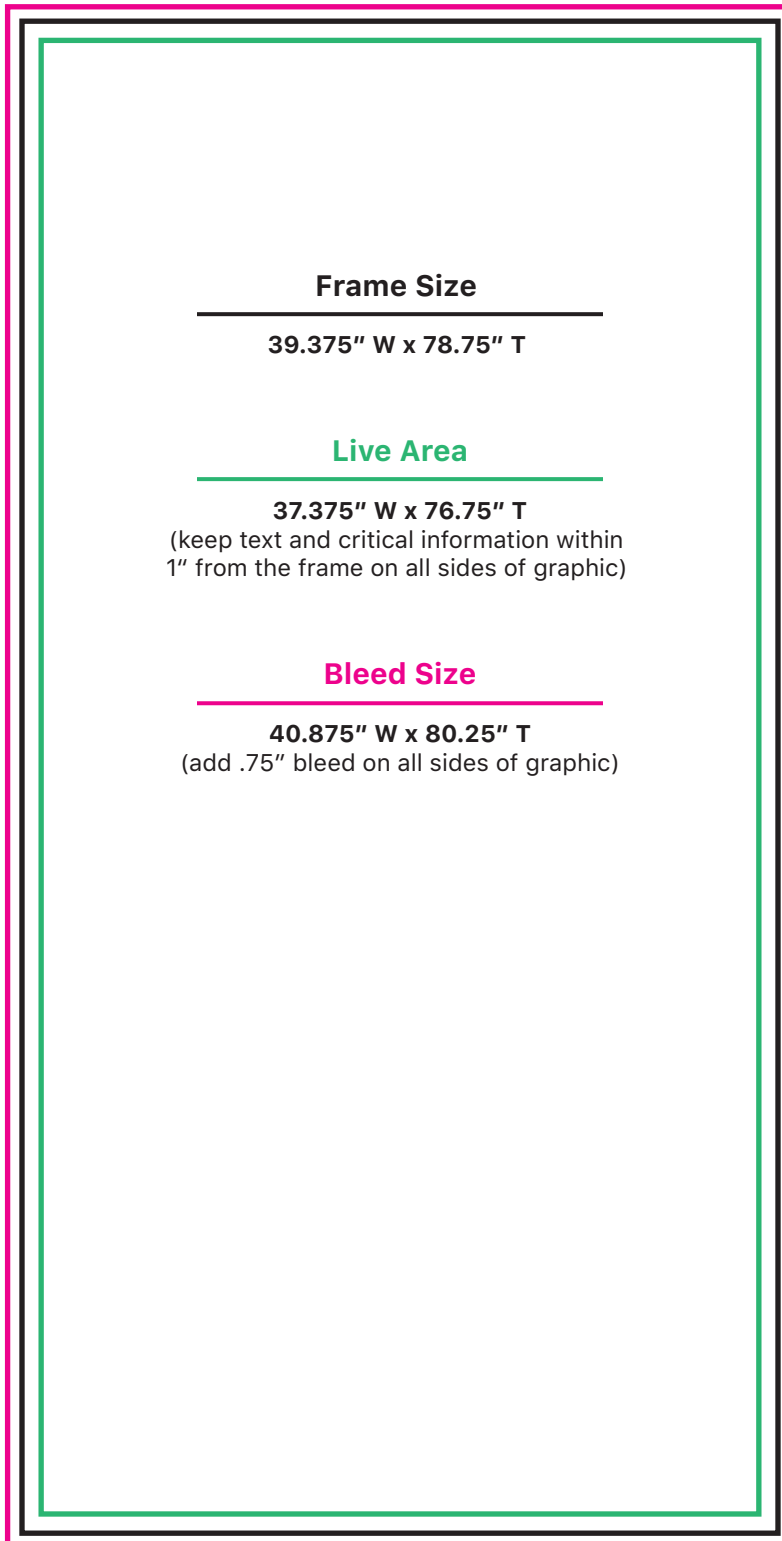 Frame Size
39.375″ W x 78.75″ T
Live Area
37.375″ W x 76.75″ T
(keep text and critical information within
1″ from the frame on all sides of graphic)
Bleed Size
40.875″ W x 80.25″ T
(add .75″ bleed on all sides of graphic)